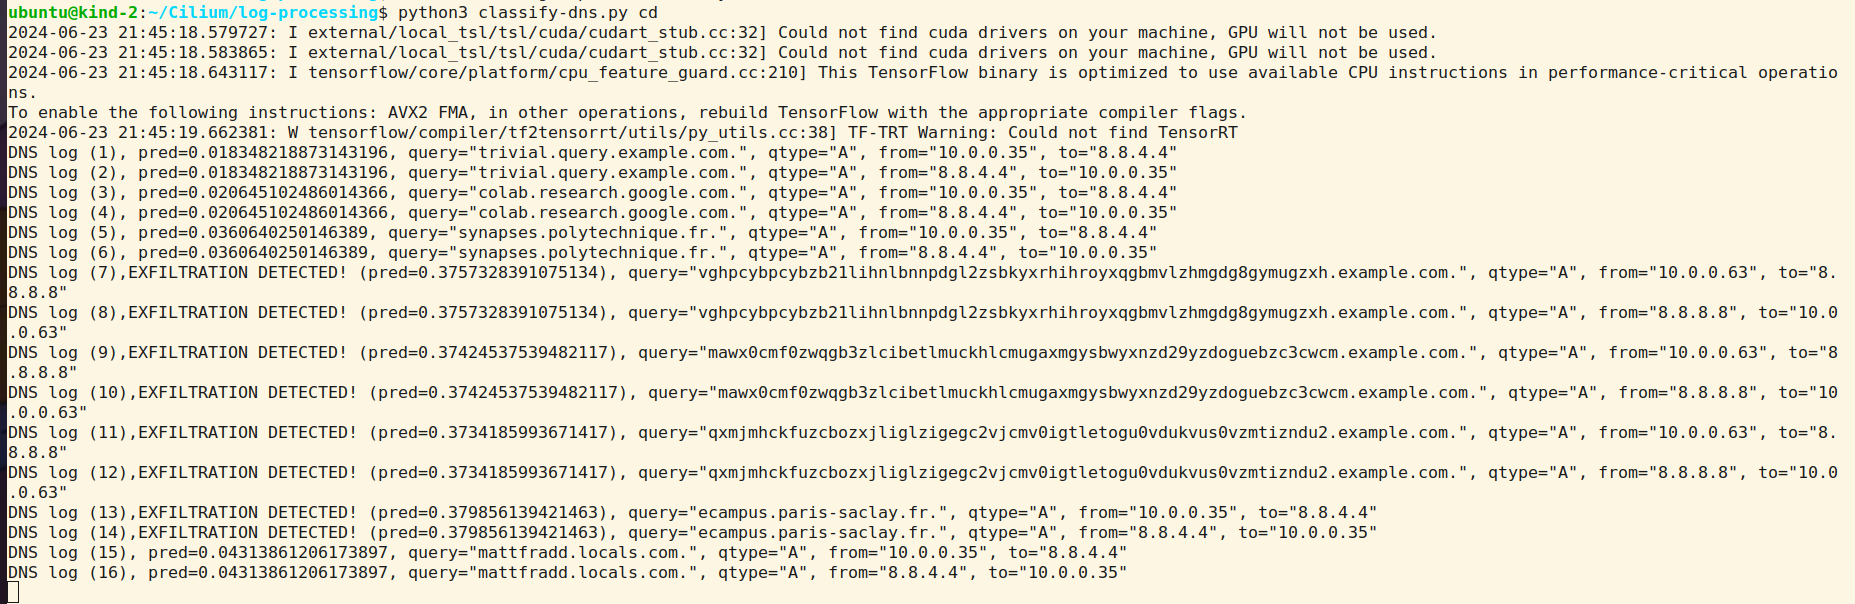 ubuntu@kind-2:~/Cilium/log-processing$ python3 classify-dns.py cd
2024-06-23 21:45:18.579727: I external/local_tsl/tsl/cuda/cudart_stub.cc:32] Could not find cuda drivers on your machine, GPU will not be used.
2024-06-23 21:45:18.583865: I external/local_tsl/tsl/cuda/cudart_stub.cc:32] Could not find cuda drivers on your machine, GPU will not be used.
2024-06-23 21:45:18.643117: I tensorflow/core/platform/cpu_feature_guard.cc:210] This TensorFlow binary is optimized to use available CPU instructions in performance-critical operatio
ns.
To enable the following instructions: AVX2 FMA, in other operations, rebuild TensorFlow with the appropriate compiler flags.
2024-06-23 21:45:19.662381: W tensorflow/compiler/tf2tensorrt/utils/py_utils.cc:38] TF-TRT Warning: Could not find TensorRT
DNS log (1), pred=0.018348218873143196, query="trivial.query.example.com.", qtype="A", from="10.0.0.35", to="8.8.4.4"
DNS log (2), pred=0.018348218873143196, query="trivial.query.example.com.", qtype="A", from="8.8.4.4", to="10.0.0.35"
DNS log (3), pred=0.020645102486014366, query="colab.research.google.com.", qtype="A", from="10.0.0.35", to="8.8.4.4"
DNS log (4), pred=0.020645102486014366, query="colab.research.google.com.", qtype="A", from="8.8.4.4", to="10.0.0.35"
DNS log (5), pred=0.0360640250146389, query="synapses.polytechnique.fr.", qtype="A", from="10.0.0.35", to="8.8.4.4"
DNS log (6), pred=0.0360640250146389, query="synapses.polytechnique.fr.", qtype="A", from="8.8.4.4", to="10.0.0.35"
DNS log (7),EXFILTRATION DETECTED! (pred=0.3757328391075134), query="vghpcybpcybzb21lihnlbnnpdgl2zsbkyxrhihroyxqgbmvlzhmgdg8gymugzxh.example.com.", qtype="A", from="10.0.0.63", to="8.
8.8.8"
DNS log (8),EXFILTRATION DETECTED! (pred=0.3757328391075134), query="vghpcybpcybzb21lihnlbnnpdgl2zsbkyxrhihroyxqgbmvlzhmgdg8gymugzxh.example.com.", qtype="A", from="8.8.8.8", to="10.0
.0.63"
DNS log (9),EXFILTRATION DETECTED! (pred=0.37424537539482117), query="mawx0cmf0zwqgb3zlcibetlmuckhlcmugaxmgysbwyxnzd29yzdoguebzc3cwcm.example.com.", qtype="A", from="10.0.0.63", to="8
.8.8.8"
DNS log (10),EXFILTRATION DETECTED! (pred=0.37424537539482117), query="mawx0cmf0zwqgb3zlcibetlmuckhlcmugaxmgysbwyxnzd29yzdoguebzc3cwcm.example.com.", qtype="A", from="8.8.8.8", to="10
.0.0.63"
DNS log (11),EXFILTRATION DETECTED! (pred=0.3734185993671417), query="qxmjmhckfuzcbozxjliglzigegc2vjcmv0igtletogu0vdukvus0vzmtizndu2.example.com.", qtype="A", from="10.0.0.63", to="8.
8.8.8"
DNS log (12),EXFILTRATION DETECTED! (pred=0.3734185993671417), query="qxmjmhckfuzcbozxjliglzigegc2vjcmv0igtletogu0vdukvus0vzmtizndu2.example.com.", qtype="A", from="8.8.8.8", to="10.0
.0.63"
DNS log (13),EXFILTRATION DETECTED! (pred=0.379856139421463), query="ecampus.paris-saclay.fr.", qtype="A", from="10.0.0.35", to="8.8.4.4"
DNS log (14),EXFILTRATION DETECTED! (pred=0.379856139421463), query="ecampus.paris-saclay.fr.", qtype="A", from="8.8.4.4", to="10.0.0.35"
DNS log (15), pred=0.04313861206173897, query="mattfradd.locals.com.", qtype="A", from="10.0.0.35", to="8.8.4.4"
DNS log (16), pred=0.04313861206173897, query="mattfradd.locals.com.", qtype="A", from="8.8.4.4", to="10.0.0.35"